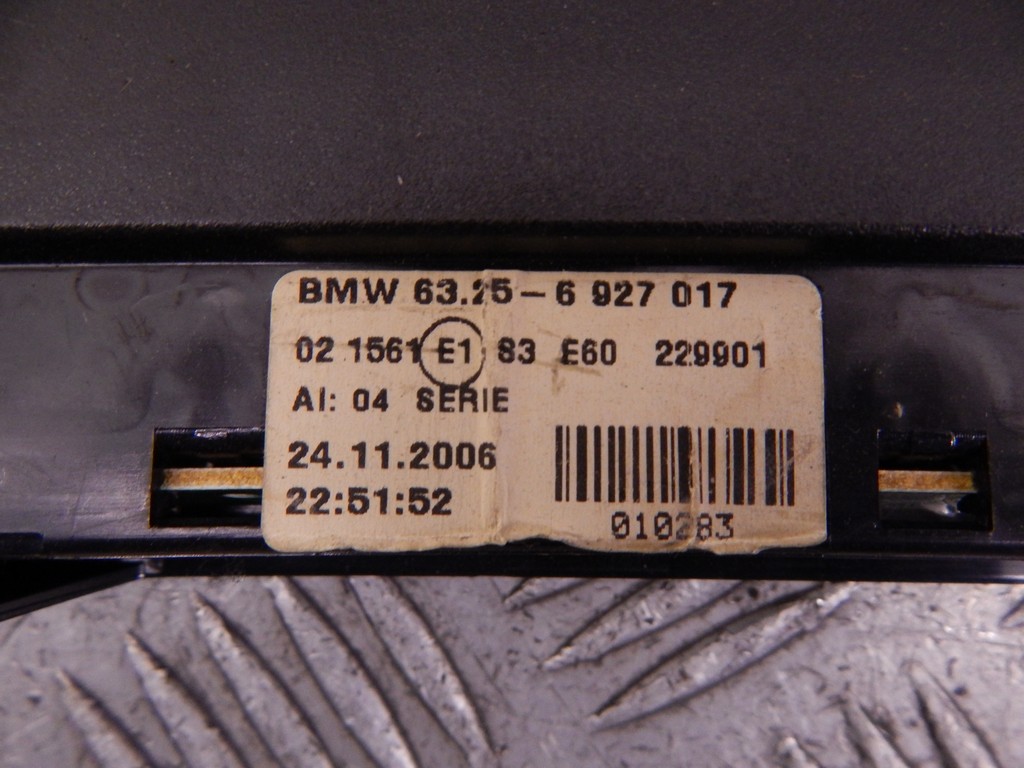 BMW 63.25-6 927 017
02 1561 E1 S3 E60 229901
AI: 04 SERIE
24.11.2006
22:51:52
010283